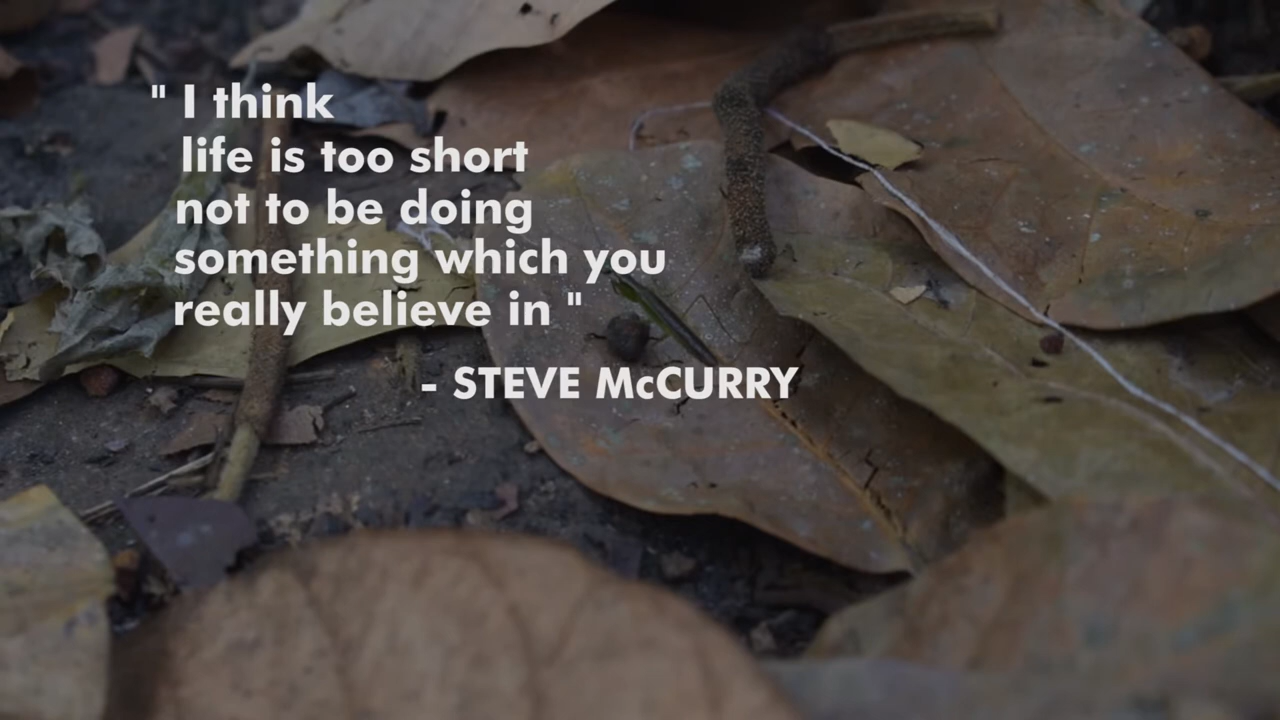 " I think
life is too short
not to be doing
something which you
really believe in "
- STEVE McCURRY